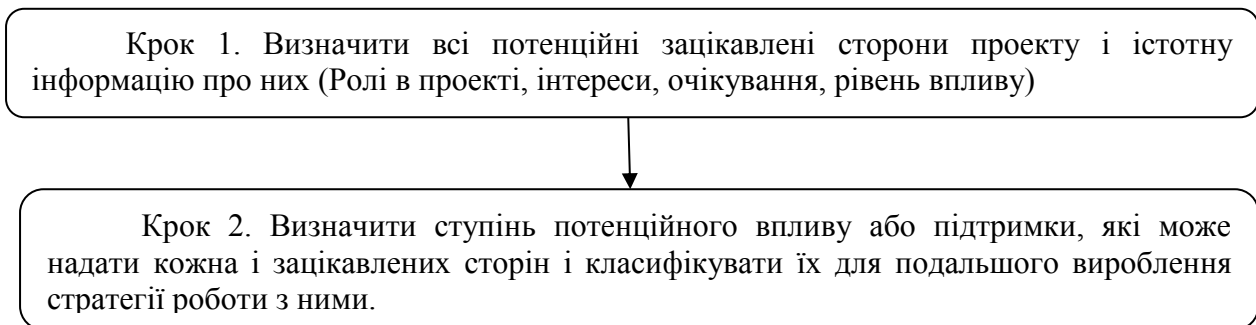 Крок 1. Визначити всі потенційні зацікавлені сторони проекту і істотну
інформацію про них (Ролі в проекті, інтереси, очікування, рівень впливу)
Крок 2. Визначити ступінь потенційного впливу або підтримки, які може
надати кожна і зацікавлених сторін і класифікувати їх для подальшого вироблення
стратегії роботи з ними.